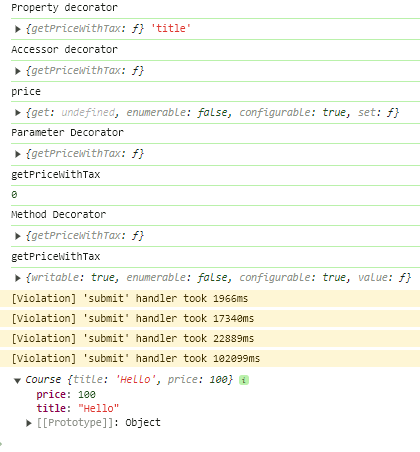 Property decorator
{getPriceWithTax: ƒ} 'title'
Accessor decorator
{getPriceWithTax: ƒ}
price
{get: undefined, enumerable: false, configurable: true, set: ƒ}
Parameter Decorator
{getPriceWithTax: ƒ}
getPriceWithTax
0
Method Decorator
{getPriceWithTax: ƒ}
getPriceWithTax
{writable: true, enumerable: false, configurable: true, value: ƒ}
[Violation] 'submit' handler took 1966ms
[Violation] 'submit' handler took 17340ms
[Violation] 'submit' handler took 22889ms
[Violation] 'submit' handler took 102099ms
Course {title: 'Hello', price: 100} i
price: 100
title: "Hello"
[[Prototype]]: Object